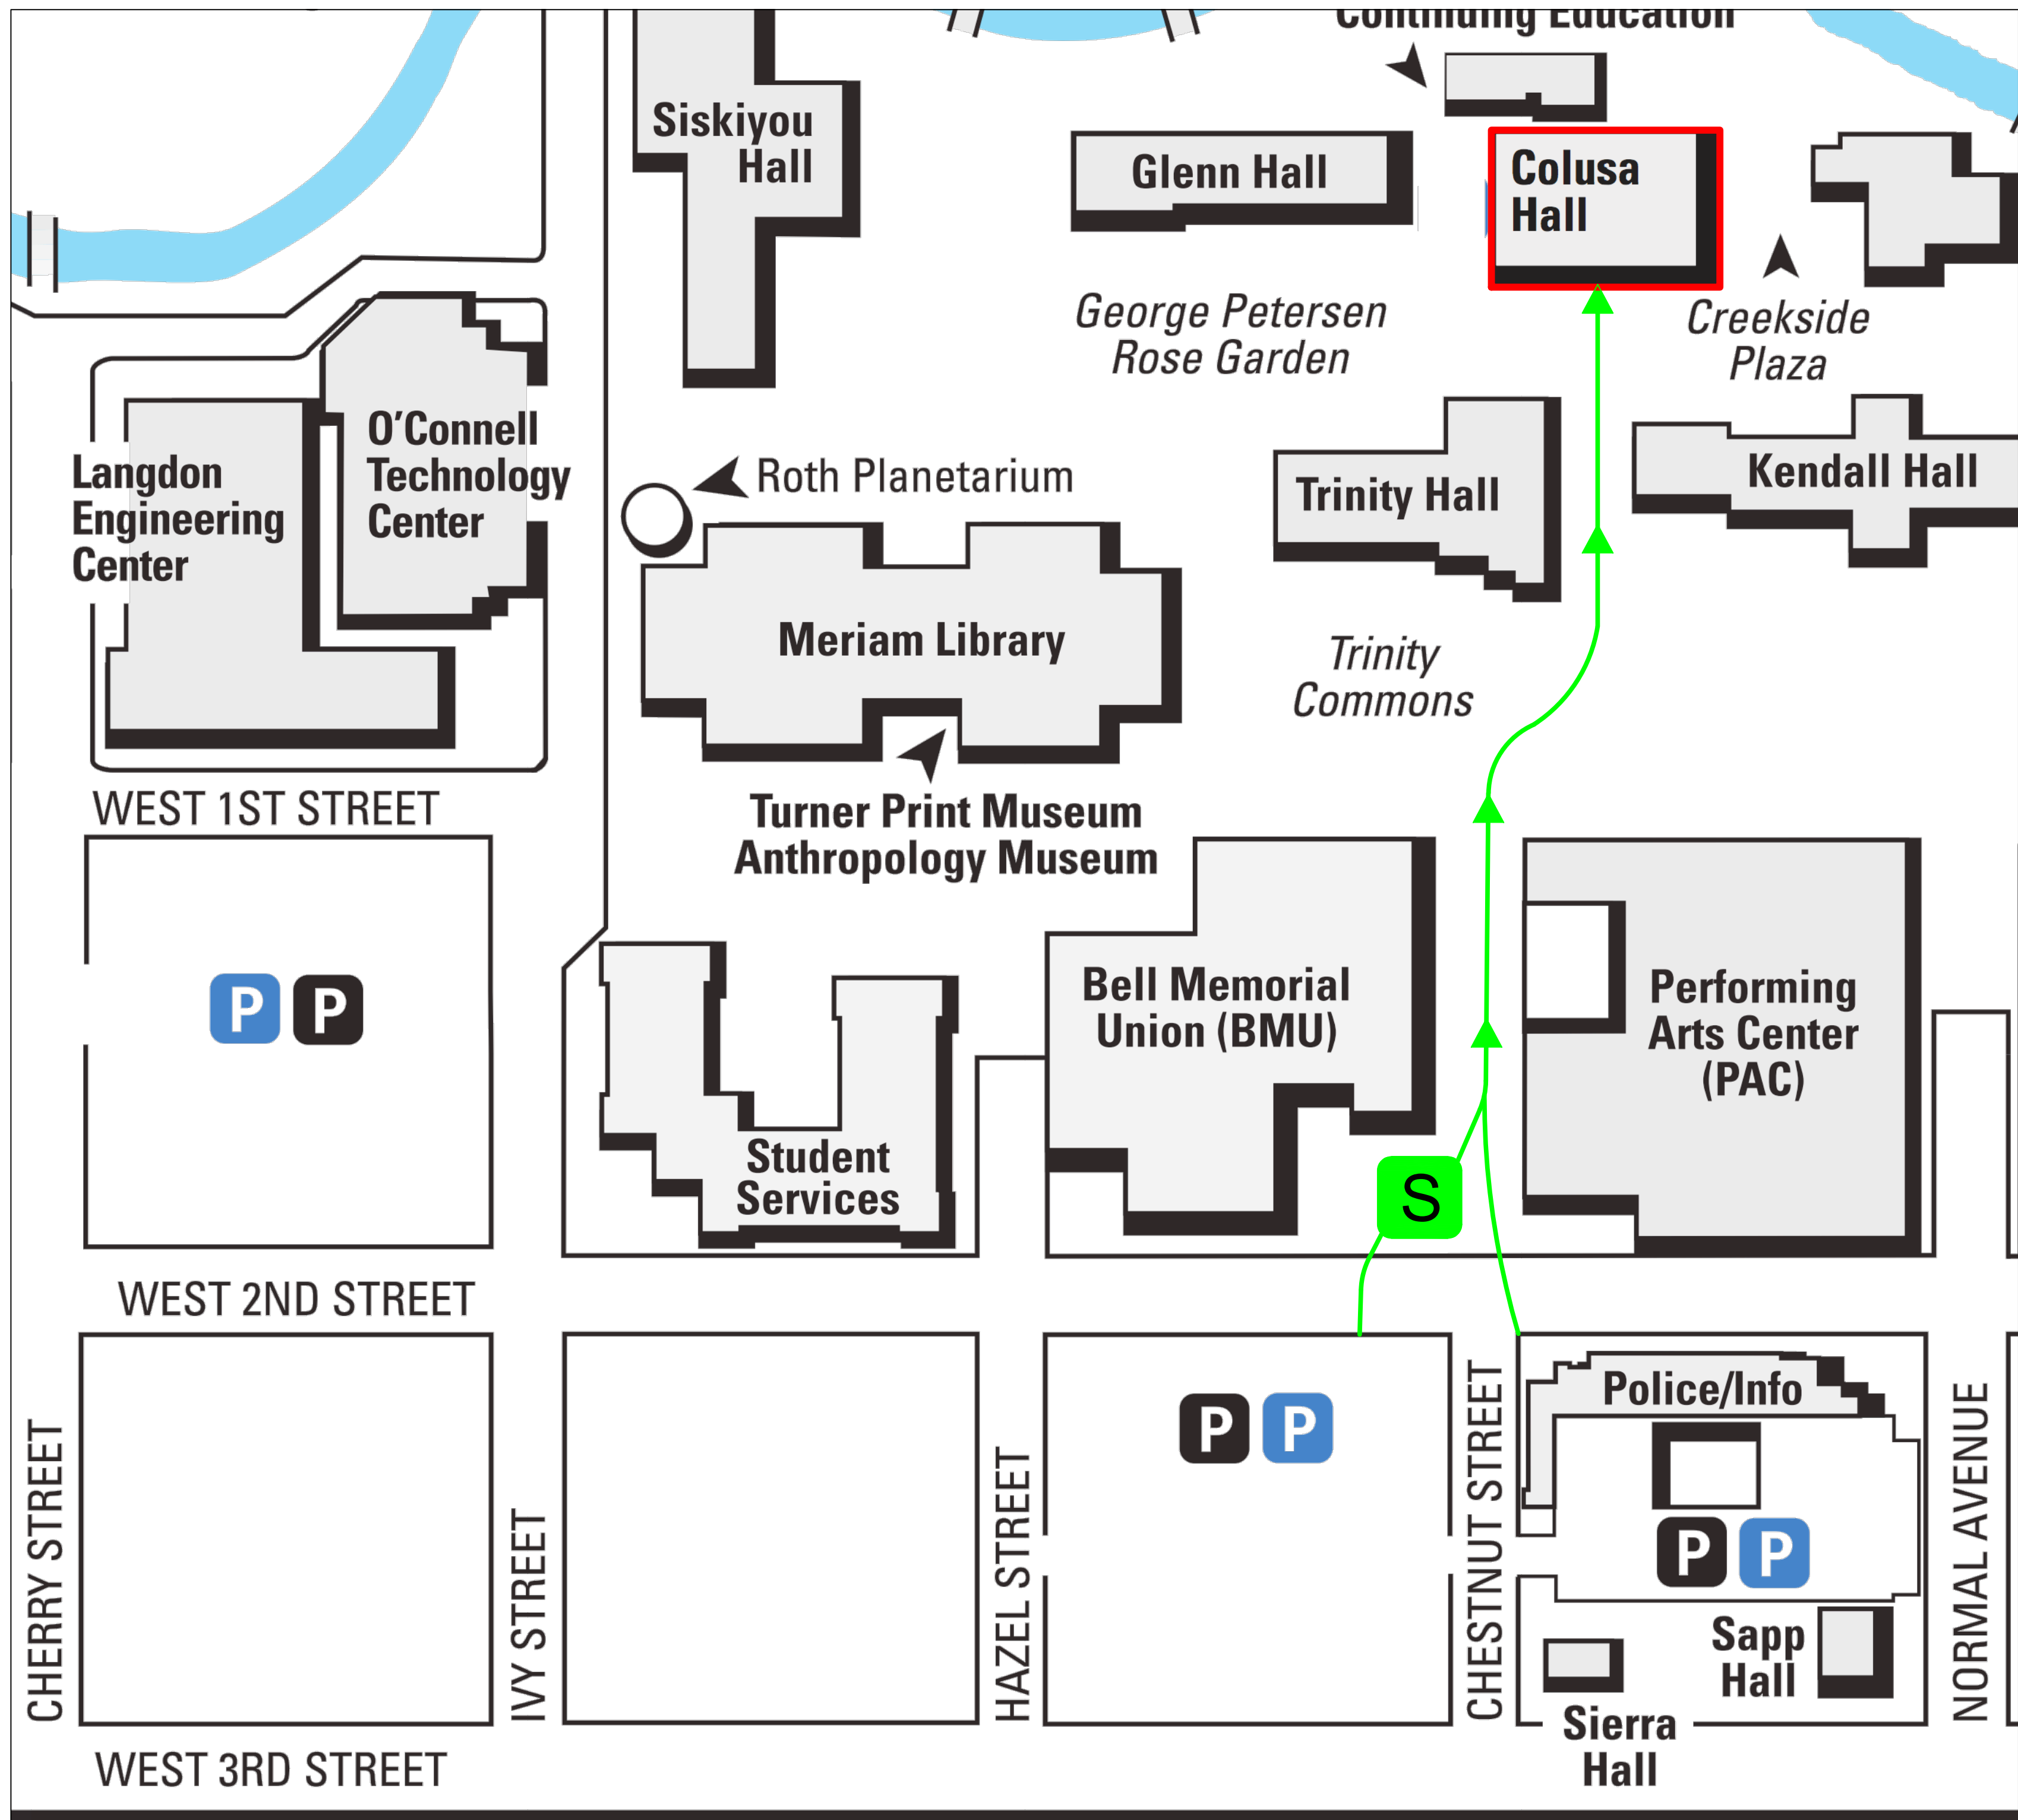 Continuing Education
Siskiyou
Hall
Glenn Hall
Colusa
Hall
George Petersen
Rose Garden
Creekside
Plaza
O'Connell
Technology
Center
Langdon
Engineering
Center
Roth Planetarium
Trinity Hall
Kendall Hall
Meriam Library
Trinity
Commons
WEST 1ST STREET
Turner Print Museum
Anthropology Museum
P P
Bell Memorial
Union (BMU)
Performing
Arts Center
(PAC)
Student
Services
S
WEST 2ND STREET
Police/Info
P P
P P
CHERRY STREET
IVY STREET
HAZEL STREET
CHESTNUT STREET
NORMAL AVENUE
Sapp
Hall
Sierra
Hall
WEST 3RD STREET